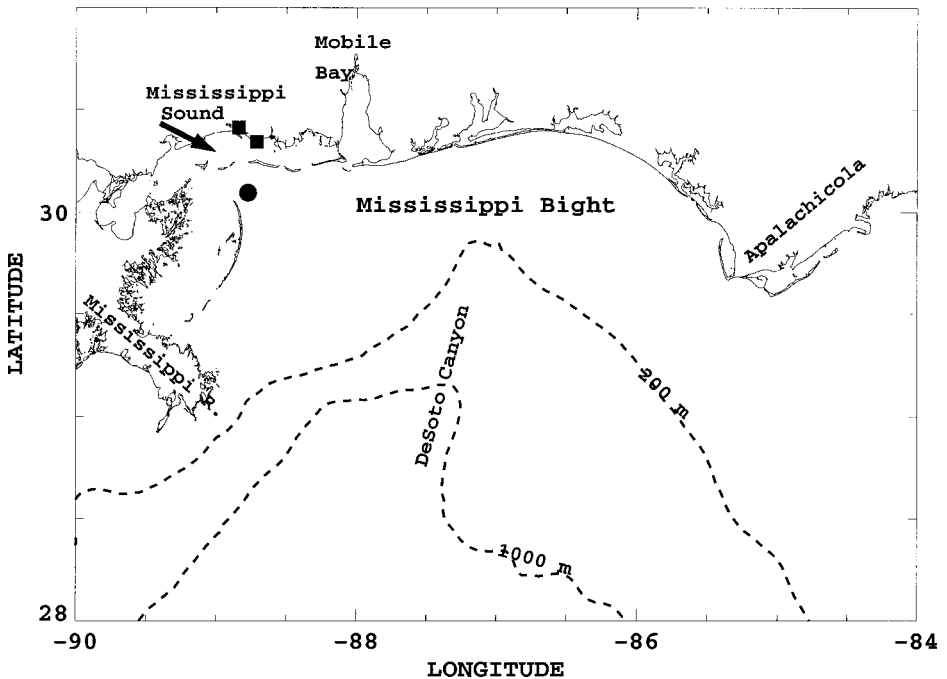 Mobile
Bay
Mississippi
Sound
30
Mississippi Bight
Apalachicola
LATITUDE
Mississippi R
DeSoto Canyon
200 m
1000 m
28
-90
-88
-86
-84
LONGITUDE